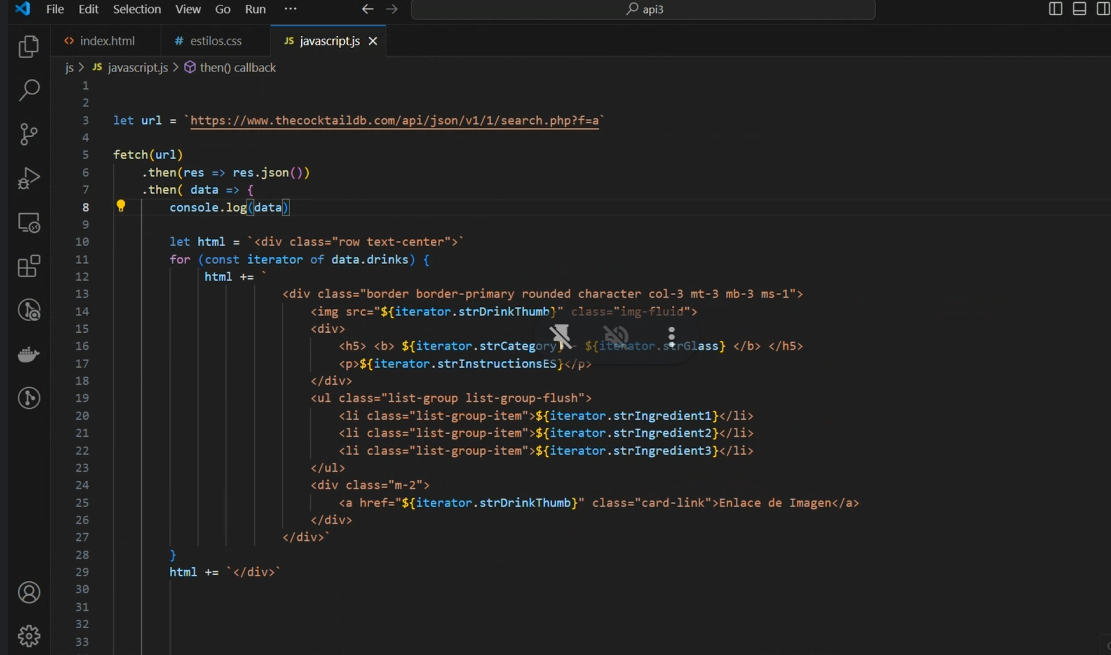 File Edit Selection View Go Run ··· api3
index.html # estilos.css JS javascript.js
js > JS javascript.js > then() callback
1
2
3 let url = `https://www.thecocktaildb.com/api/json/v1/1/search.php?f=a`
4
5 fetch(url)
6 .then(res => res.json())
7 .then( data => {
8 console.log(data)
9
10 let html = `<div class="row text-center">`
11 for (const iterator of data.drinks) {
12 html += `
13 <div class="border border-primary rounded character col-3 mt-3 mb-3 ms-1">
14 <img src="${iterator.strDrinkThumb}" class="img-fluid">
15 <div>
16 <h5> <b> ${iterator.strCategory} - ${iterator.strGlass} </b> </h5>
17 <p>${iterator.strInstructionsES}</p>
18 </div>
19 <ul class="list-group list-group-flush">
20 <li class="list-group-item">${iterator.strIngredient1}</li>
21 <li class="list-group-item">${iterator.strIngredient2}</li>
22 <li class="list-group-item">${iterator.strIngredient3}</li>
23 </ul>
24 <div class="m-2">
25 <a href="${iterator.strDrinkThumb}" class="card-link">Enlace de Imagen</a>
26 </div>
27 </div>`
28 }
29 html += `</div>`
30
31
32
33